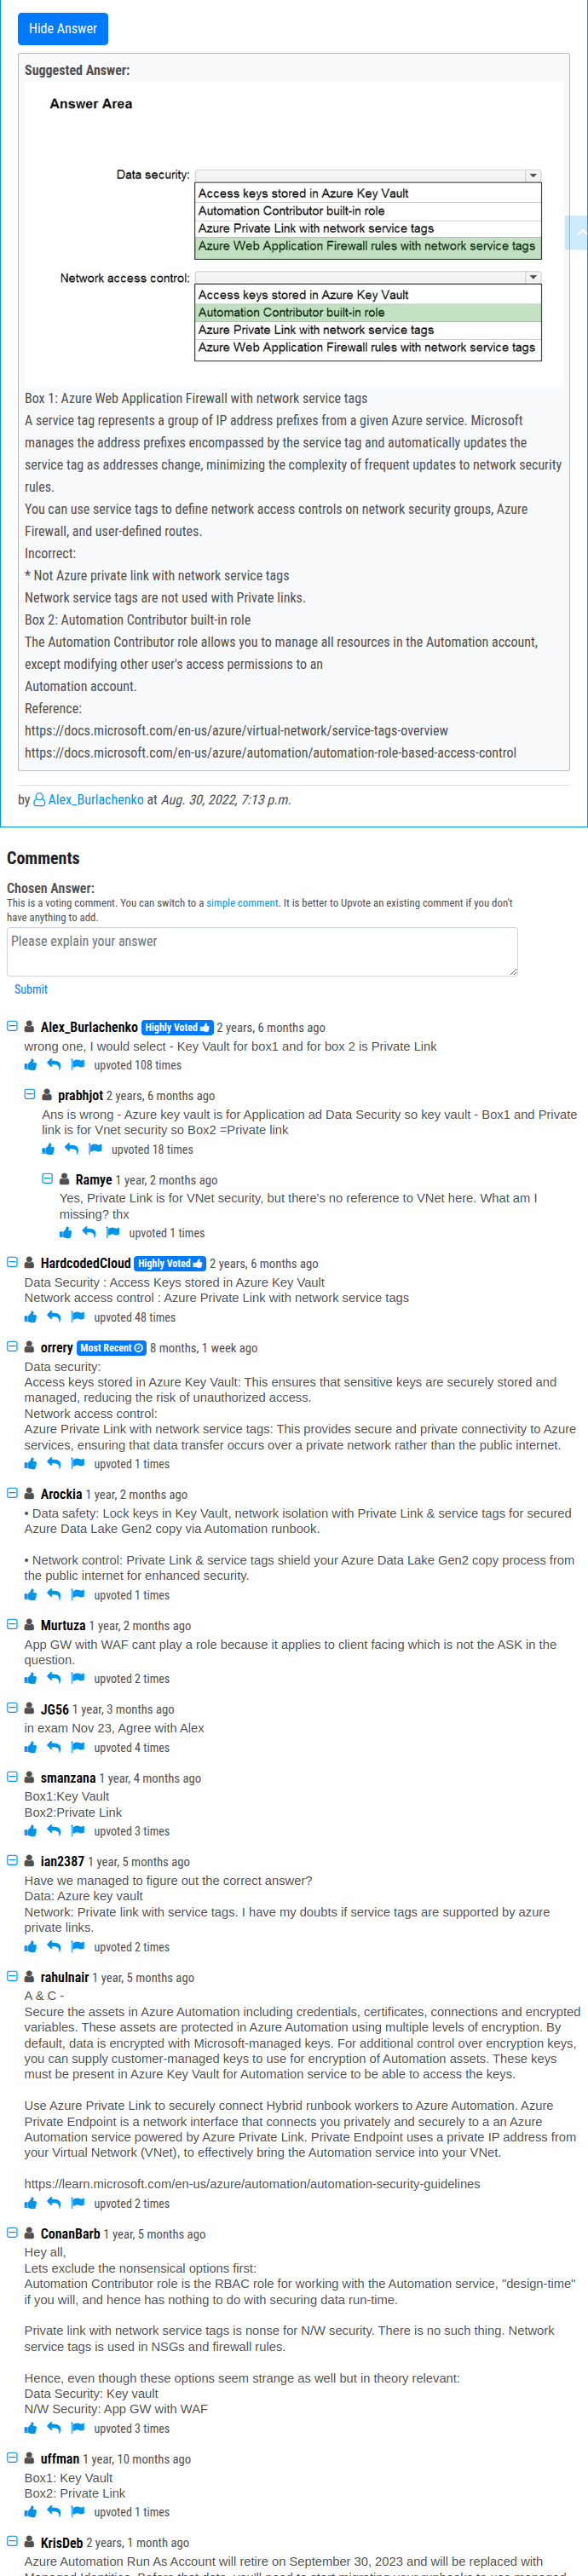 Hide Answer
Suggested Answer:
Answer Area
Data security:
Access keys stored in Azure Key Vault
Automation Contributor built-in role
Azure Private Link with network service tags
Azure Web Application Firewall rules with network service tags
Network access control:
Access keys stored in Azure Key Vault
Automation Contributor built-in role
Azure Private Link with network service tags
Azure Web Application Firewall rules with network service tags
Box 1: Azure Web Application Firewall with network service tags
A service tag represents a group of IP address prefixes from a given Azure service. Microsoft
manages the address prefixes encompassed by the service tag and automatically updates the
service tag as addresses change, minimizing the complexity of frequent updates to network security
rules.
You can use service tags to define network access controls on network security groups, Azure
Firewall, and user-defined routes.
Incorrect:
* Not Azure private link with network service tags
Network service tags are not used with Private links.
Box 2: Automation Contributor built-in role
The Automation Contributor role allows you to manage all resources in the Automation account,
except modifying other user's access permissions to an
Automation account.
Reference:
https://docs.microsoft.com/en-us/azure/virtual-network/service-tags-overview
https://docs.microsoft.com/en-us/azure/automation/automation-role-based-access-control
by Alex_Burlachenko at Aug. 30, 2022, 7:13 p.m.
Comments
Chosen Answer:
This is a voting comment. You can switch to a simple comment. It is better to Upvote an existing comment if you don't
have anything to add.
Please explain your answer
Submit
Alex_Burlachenko Highly Voted 2 years, 6 months ago
wrong one, I would select - Key Vault for box1 and for box 2 is Private Link
upvoted 108 times
prabhjot 2 years, 6 months ago
Ans is wrong - Azure key vault is for Application ad Data Security so key vault - Box1 and Private
link is for Vnet security so Box2 =Private link
upvoted 18 times
Ramye 1 year, 2 months ago
Yes, Private Link is for VNet security, but there's no reference to VNet here. What am I
missing? thx
upvoted 1 times
HardcodedCloud Highly Voted 2 years, 6 months ago
Data Security : Access Keys stored in Azure Key Vault
Network access control : Azure Private Link with network service tags
upvoted 48 times
orrery Most Recent 8 months, 1 week ago
Data security:
Access keys stored in Azure Key Vault: This ensures that sensitive keys are securely stored and
managed, reducing the risk of unauthorized access.
Network access control:
Azure Private Link with network service tags: This provides secure and private connectivity to Azure
services, ensuring that data transfer occurs over a private network rather than the public internet.
upvoted 1 times
Arockia 1 year, 2 months ago
• Data safety: Lock keys in Key Vault, network isolation with Private Link & service tags for secured
Azure Data Lake Gen2 copy via Automation runbook.
• Network control: Private Link & service tags shield your Azure Data Lake Gen2 copy process from
the public internet for enhanced security.
upvoted 1 times
Murtuza 1 year, 2 months ago
App GW with WAF cant play a role because it applies to client facing which is not the ASK in the
question.
upvoted 2 times
JG56 1 year, 3 months ago
in exam Nov 23, Agree with Alex
upvoted 4 times
smanzana 1 year, 4 months ago
Box1:Key Vault
Box2:Private Link
upvoted 3 times
ian2387 1 year, 5 months ago
Have we managed to figure out the correct answer?
Data: Azure key vault
Network: Private link with service tags. I have my doubts if service tags are supported by azure
private links.
upvoted 2 times
rahulnair 1 year, 5 months ago
A & C -
Secure the assets in Azure Automation including credentials, certificates, connections and encrypted
variables. These assets are protected in Azure Automation using multiple levels of encryption. By
default, data is encrypted with Microsoft-managed keys. For additional control over encryption keys,
you can supply customer-managed keys to use for encryption of Automation assets. These keys
must be present in Azure Key Vault for Automation service to be able to access the keys.
Use Azure Private Link to securely connect Hybrid runbook workers to Azure Automation. Azure
Private Endpoint is a network interface that connects you privately and securely to a an Azure
Automation service powered by Azure Private Link. Private Endpoint uses a private IP address from
your Virtual Network (VNet), to effectively bring the Automation service into your VNet.
https://learn.microsoft.com/en-us/azure/automation/automation-security-guidelines
upvoted 2 times
ConanBarb 1 year, 5 months ago
Hey all,
Lets exclude the nonsensical options first:
Automation Contributor role is the RBAC role for working with the Automation service, "design-time"
if you will, and hence has nothing to do with securing data run-time.
Private link with network service tags is nonse for N/W security. There is no such thing. Network
service tags is used in NSGs and firewall rules.
Hence, even though these options seem strange as well but in theory relevant:
Data Security: Key vault
N/W Security: App GW with WAF
upvoted 3 times
uffman 1 year, 10 months ago
Box1: Key Vault
Box2: Private Link
upvoted 1 times
KrisDeb 2 years, 1 month ago
Azure Automation Run As Account will retire on September 30, 2023 and will be replaced with